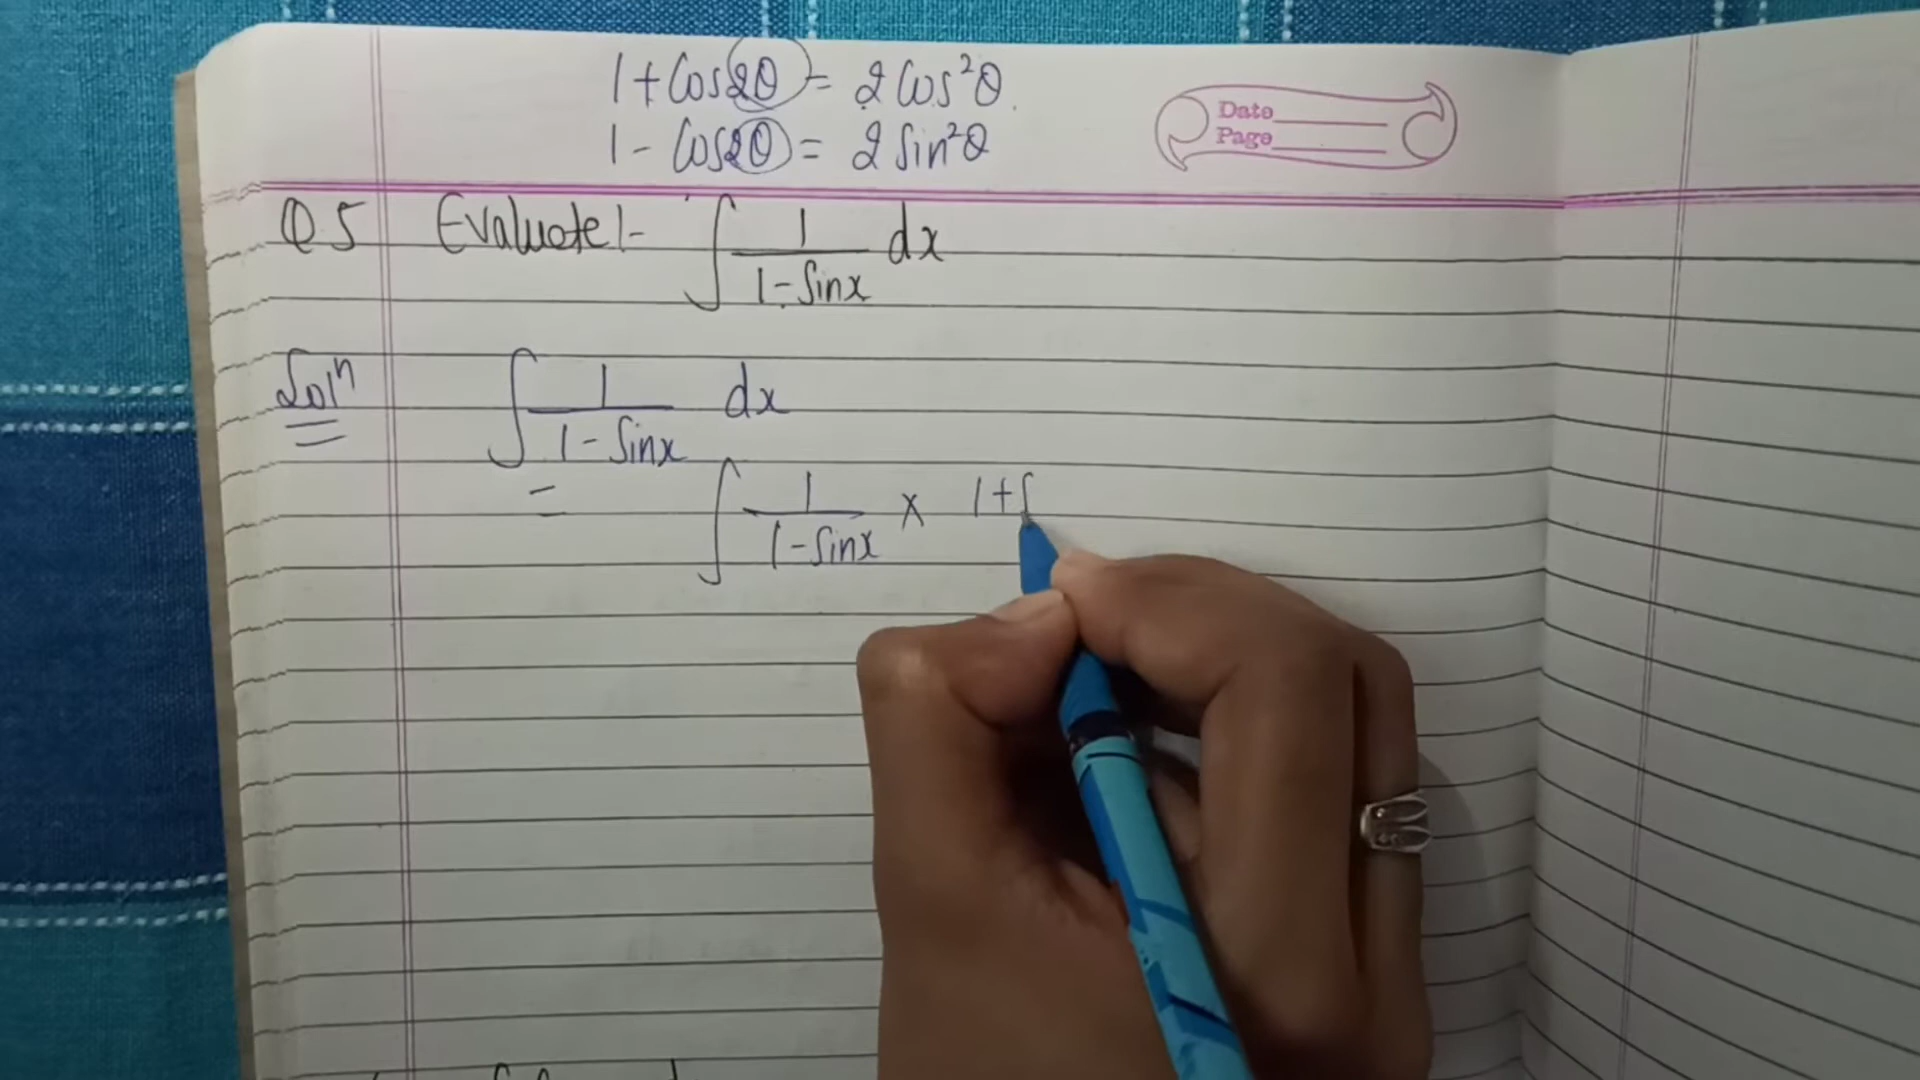 1+Cos2θ = 2Cos²θ.
1-Cos2θ = 2Sin²θ
Date
Page
Q5 Evaluate:- ∫ 1/(1-Sinx) dx
Solⁿ ∫ 1/(1-Sinx) dx
= ∫ 1/(1-Sinx) × 1+S